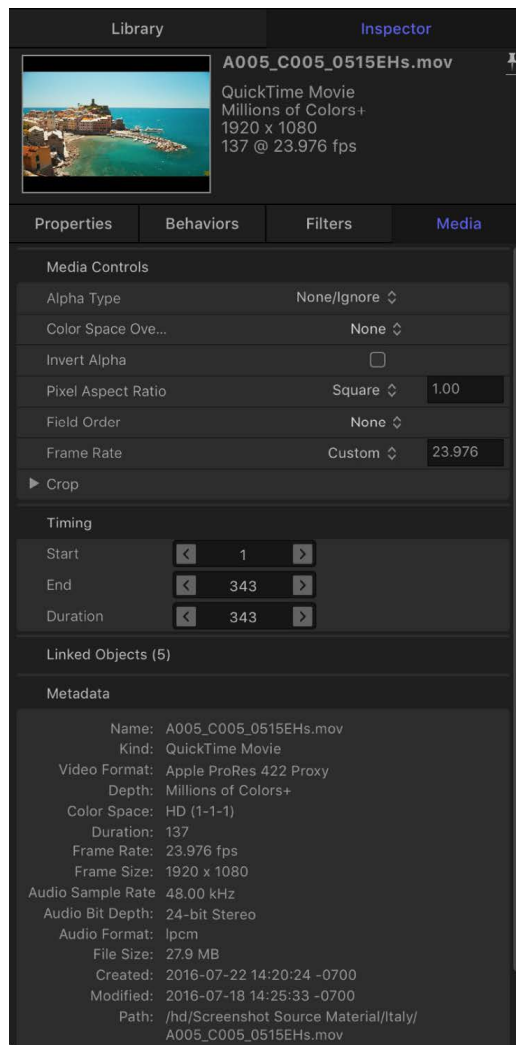 Library Inspector
A005_C005_0515EHs.mov
QuickTime Movie
Millions of Colors+
1920 x 1080
137 @ 23.976 fps
Properties Behaviors Filters Media
Media Controls
Alpha Type None/Ignore
Color Space Ove... None
Invert Alpha
Pixel Aspect Ratio Square 1.00
Field Order None
Frame Rate Custom 23.976
Crop
Timing
Start 1
End 343
Duration 343
Linked Objects (5)
Metadata
Name: A005_C005_0515EHs.mov
Kind: QuickTime Movie
Video Format: Apple ProRes 422 Proxy
Depth: Millions of Colors+
Color Space: HD (1-1-1)
Duration: 137
Frame Rate: 23.976 fps
Frame Size: 1920 x 1080
Audio Sample Rate 48.00 kHz
Audio Bit Depth: 24-bit Stereo
Audio Format: lpcm
File Size: 27.9 MB
Created: 2016-07-22 14:20:24 -0700
Modified: 2016-07-18 14:25:33 -0700
Path: /hd/Screenshot Source Material/Italy/
A005_C005_0515EHs.mov